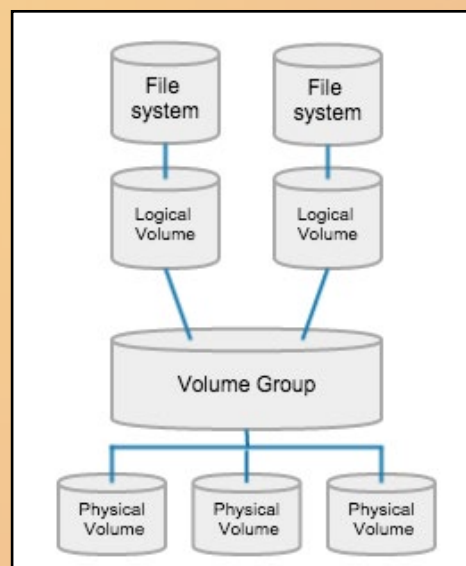 File
system
File
system
Logical
Volume
Logical
Volume
Volume Group
Physical
Volume
Physical
Volume
Physical
Volume